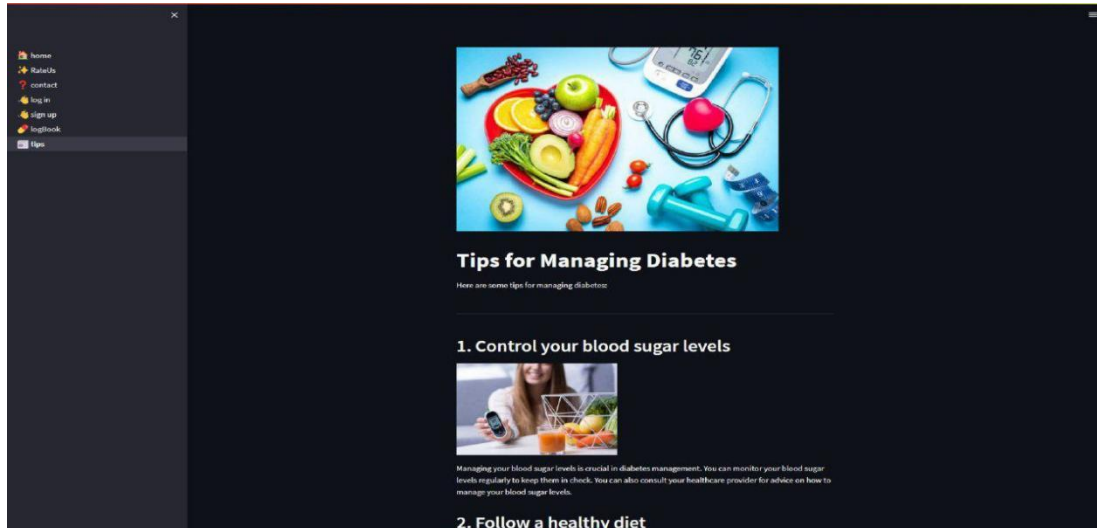 home
RateUs
contact
log in
sign up
logBook
tips
Tips for Managing Diabetes
Here are some tips for managing diabetes:
1. Control your blood sugar levels
Managing your blood sugar levels is crucial in diabetes management. You can monitor your blood sugar
levels regularly to keep them in check. You can also consult your healthcare provider for advice on how to
manage your blood sugar levels.
2. Follow a healthy diet